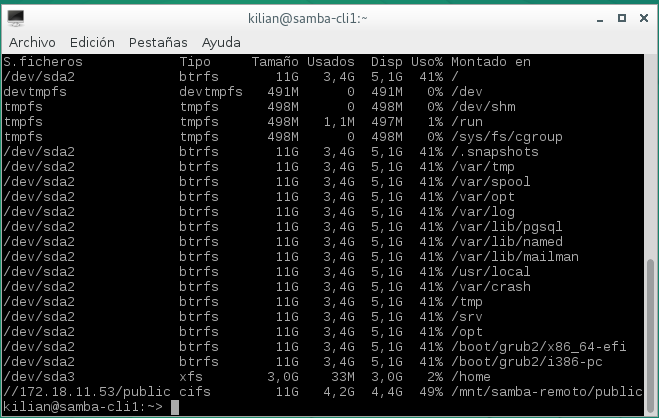 kilian@samba-cli1:~
Archivo Edición Pestañas Ayuda
S.ficheros Tipo Tamaño Usados Disp Uso% Montado en
/dev/sda2 btrfs 11G 3,4G 5,1G 41% /
devtmpfs devtmpfs 491M 0 491M 0% /dev
tmpfs tmpfs 498M 0 498M 0% /dev/shm
tmpfs tmpfs 498M 1,1M 497M 1% /run
tmpfs tmpfs 498M 0 498M 0% /sys/fs/cgroup
/dev/sda2 btrfs 11G 3,4G 5,1G 41% /.snapshots
/dev/sda2 btrfs 11G 3,4G 5,1G 41% /var/tmp
/dev/sda2 btrfs 11G 3,4G 5,1G 41% /var/spool
/dev/sda2 btrfs 11G 3,4G 5,1G 41% /var/opt
/dev/sda2 btrfs 11G 3,4G 5,1G 41% /var/log
/dev/sda2 btrfs 11G 3,4G 5,1G 41% /var/lib/pgsql
/dev/sda2 btrfs 11G 3,4G 5,1G 41% /var/lib/named
/dev/sda2 btrfs 11G 3,4G 5,1G 41% /var/lib/mailman
/dev/sda2 btrfs 11G 3,4G 5,1G 41% /usr/local
/dev/sda2 btrfs 11G 3,4G 5,1G 41% /var/crash
/dev/sda2 btrfs 11G 3,4G 5,1G 41% /tmp
/dev/sda2 btrfs 11G 3,4G 5,1G 41% /srv
/dev/sda2 btrfs 11G 3,4G 5,1G 41% /opt
/dev/sda2 btrfs 11G 3,4G 5,1G 41% /boot/grub2/x86_64-efi
/dev/sda2 btrfs 11G 3,4G 5,1G 41% /boot/grub2/i386-pc
/dev/sda3 xfs 3,0G 33M 3,0G 2% /home
//172.18.11.53/public cifs 11G 4,2G 4,4G 49% /mnt/samba-remoto/public
kilian@samba-cli1:~>